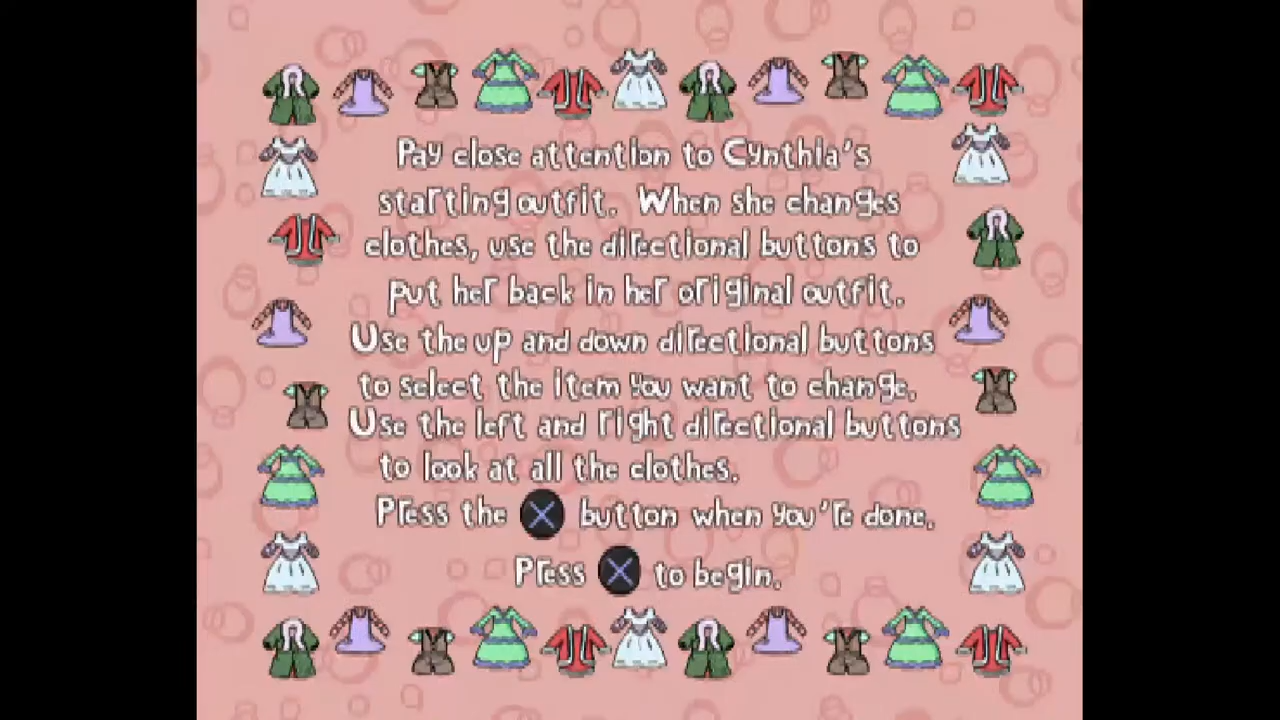 Pay close attention to Cynthia's
starting outfit. When she changes
clothes, use the directional buttons to
put her back in her original outfit.
Use the up and down directional buttons
to select the item you want to change.
Use the left and right directional buttons
to look at all the clothes.
Press the X button when you're done.
Press X to begin.